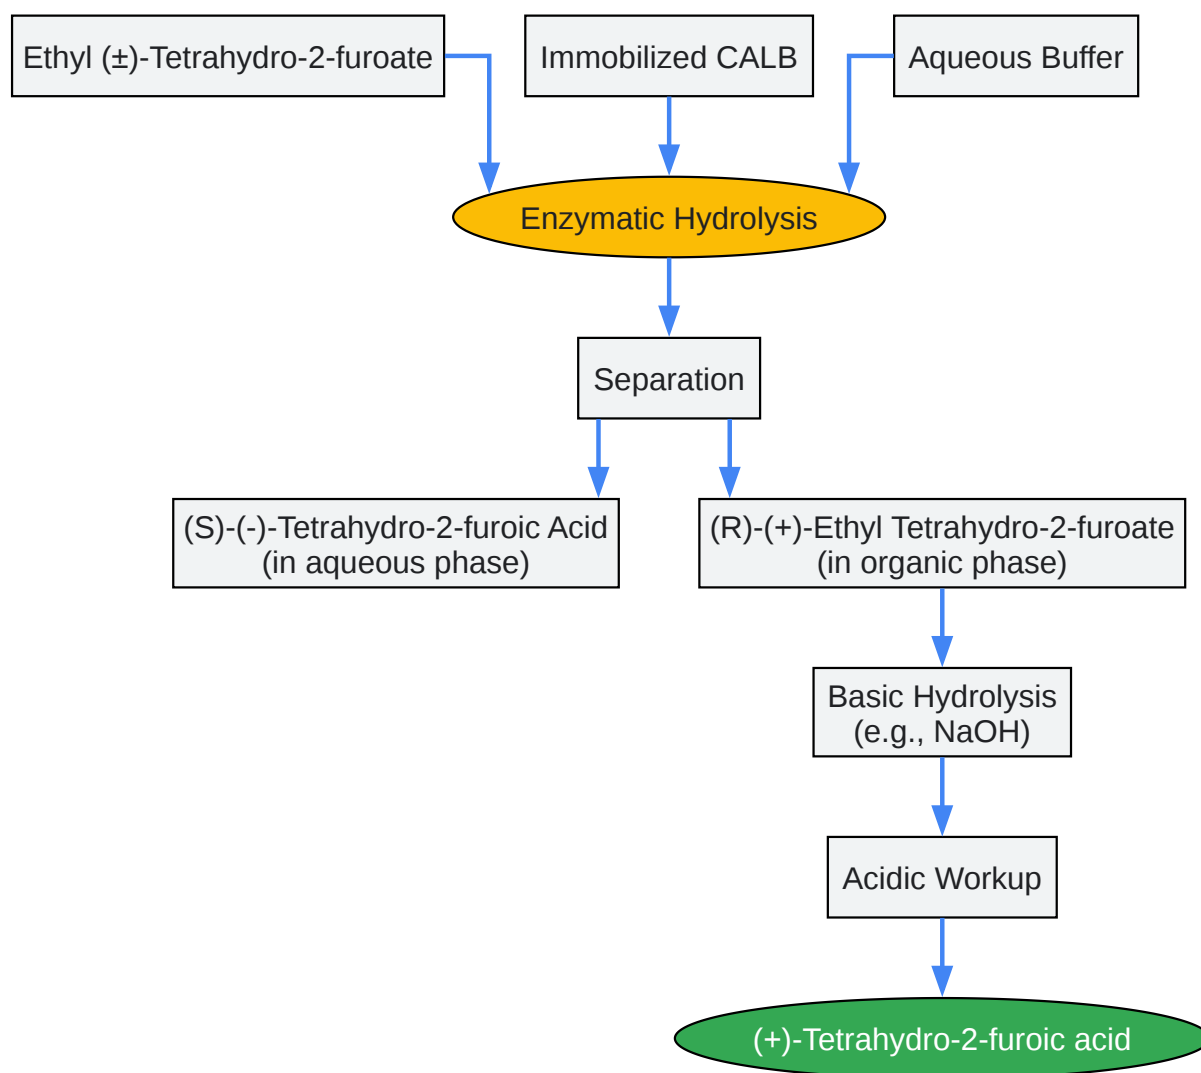 Ethyl (±)-Tetrahydro-2-furoate
Immobilized CALB
Aqueous Buffer
Enzymatic Hydrolysis
Separation
(S)-(-)-Tetrahydro-2-furoic Acid
(in aqueous phase)
(R)-(+)-Ethyl Tetrahydro-2-furoate
(in organic phase)
Basic Hydrolysis
(e.g., NaOH)
Acidic Workup
(+)-Tetrahydro-2-furoic acid